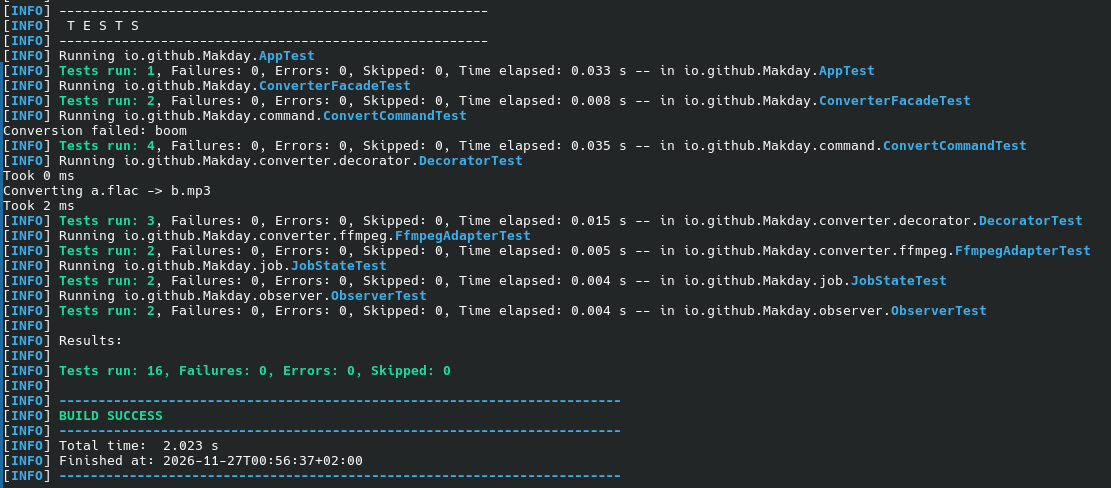 [INFO] -------------------------------------------------------
[INFO]  T E S T S
[INFO] -------------------------------------------------------
[INFO] Running io.github.Makday.AppTest
[INFO] Tests run: 1, Failures: 0, Errors: 0, Skipped: 0, Time elapsed: 0.033 s -- in io.github.Makday.AppTest
[INFO] Running io.github.Makday.ConverterFacadeTest
[INFO] Tests run: 2, Failures: 0, Errors: 0, Skipped: 0, Time elapsed: 0.008 s -- in io.github.Makday.ConverterFacadeTest
[INFO] Running io.github.Makday.command.ConvertCommandTest
Conversion failed: boom
[INFO] Tests run: 4, Failures: 0, Errors: 0, Skipped: 0, Time elapsed: 0.035 s -- in io.github.Makday.command.ConvertCommandTest
[INFO] Running io.github.Makday.converter.decorator.DecoratorTest
Took 0 ms
Converting a.flac -> b.mp3
Took 2 ms
[INFO] Tests run: 3, Failures: 0, Errors: 0, Skipped: 0, Time elapsed: 0.015 s -- in io.github.Makday.converter.decorator.DecoratorTest
[INFO] Running io.github.Makday.converter.ffmpeg.FfmpegAdapterTest
[INFO] Tests run: 2, Failures: 0, Errors: 0, Skipped: 0, Time elapsed: 0.005 s -- in io.github.Makday.converter.ffmpeg.FfmpegAdapterTest
[INFO] Running io.github.Makday.job.JobStateTest
[INFO] Tests run: 2, Failures: 0, Errors: 0, Skipped: 0, Time elapsed: 0.004 s -- in io.github.Makday.job.JobStateTest
[INFO] Running io.github.Makday.observer.ObserverTest
[INFO] Tests run: 2, Failures: 0, Errors: 0, Skipped: 0, Time elapsed: 0.004 s -- in io.github.Makday.observer.ObserverTest
[INFO]
[INFO] Results:
[INFO]
[INFO] Tests run: 16, Failures: 0, Errors: 0, Skipped: 0
[INFO]
[INFO] ------------------------------------------------------------------------
[INFO] BUILD SUCCESS
[INFO] ------------------------------------------------------------------------
[INFO] Total time:  2.023 s
[INFO] Finished at: 2026-11-27T00:56:37+02:00
[INFO] ------------------------------------------------------------------------